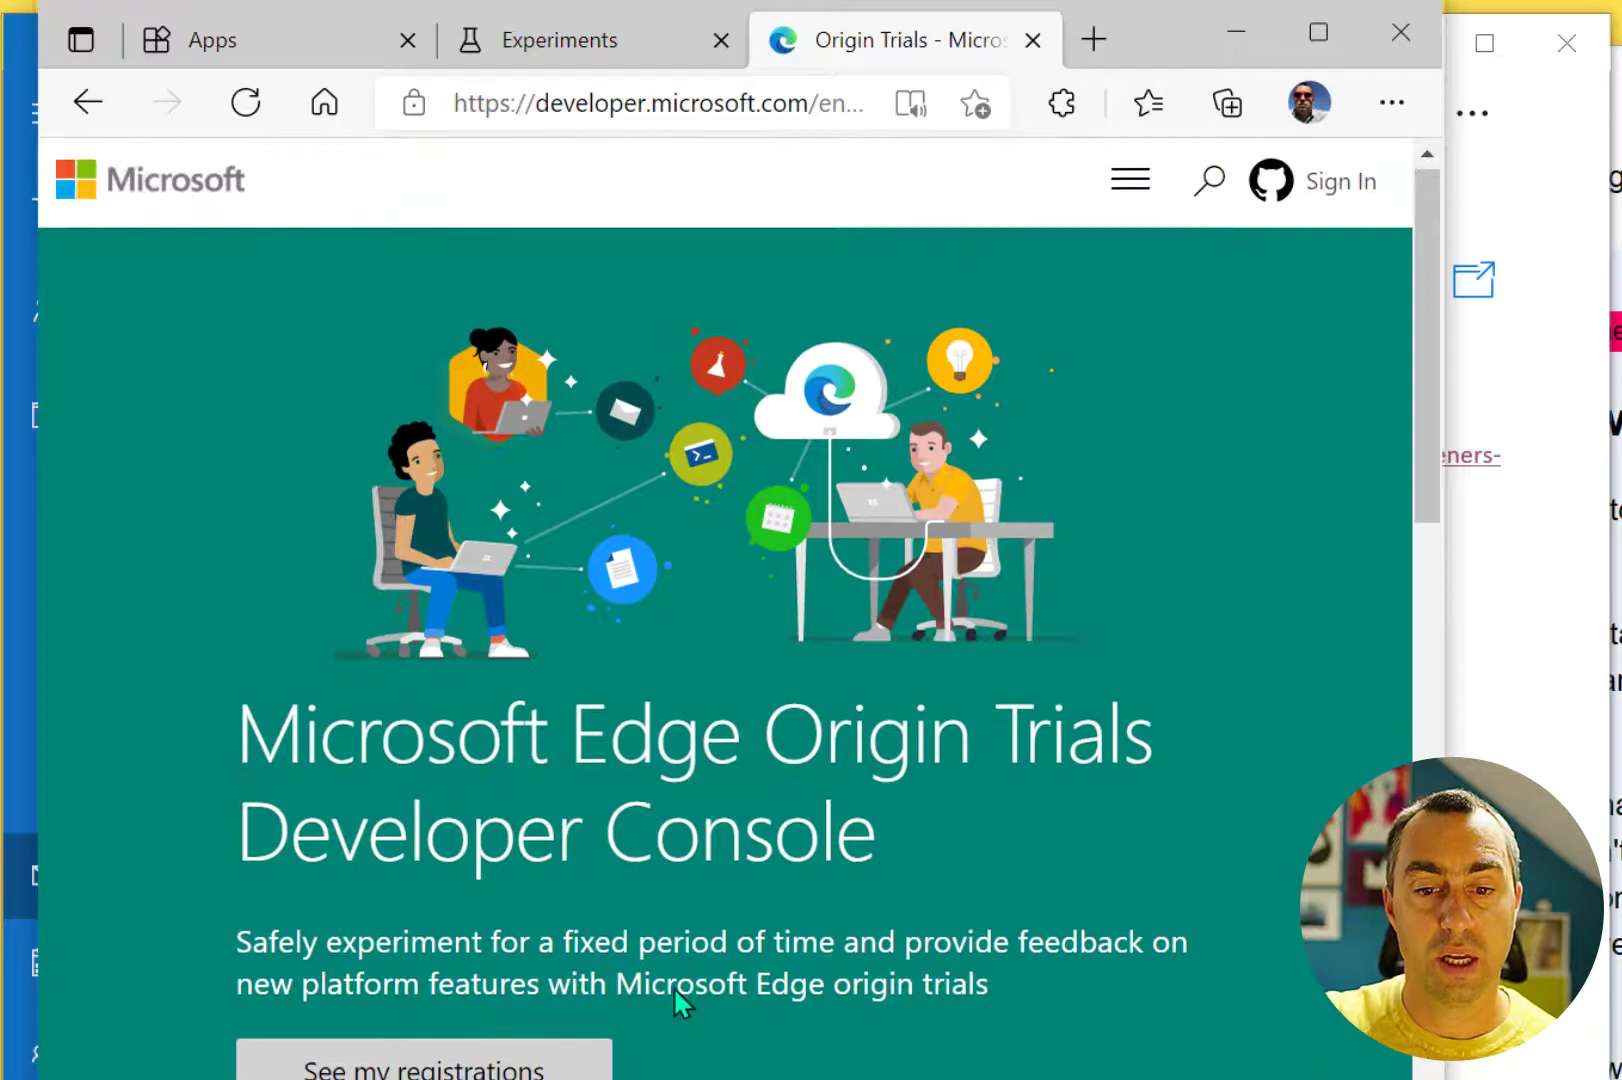 Apps
Experiments
Origin Trials - Micros
https://developer.microsoft.com/en...
Microsoft
Sign In
eners-
Microsoft Edge Origin Trials
Developer Console
Safely experiment for a fixed period of time and provide feedback on
new platform features with Microsoft Edge origin trials
See my registrations